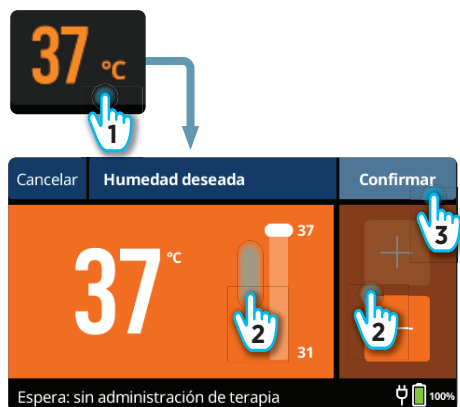 37 °C
1
Cancelar Humedad deseada Confirmar
3
37 °C
37
2
2
31
Espera: sin administración de terapia 100%